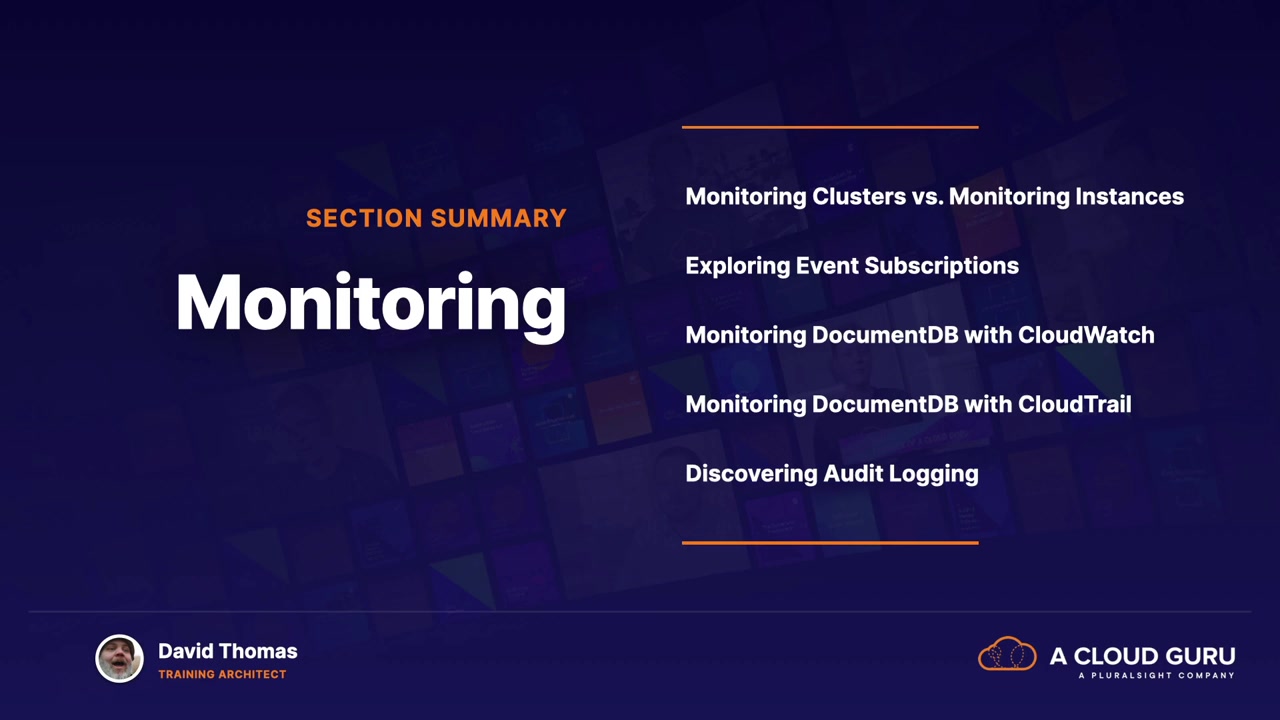 SECTION SUMMARY
Monitoring
Monitoring Clusters vs. Monitoring Instances
Exploring Event Subscriptions
Monitoring DocumentDB with CloudWatch
Monitoring DocumentDB with CloudTrail
Discovering Audit Logging
David Thomas
TRAINING ARCHITECT
A CLOUD GURU
A PLURALSIGHT COMPANY